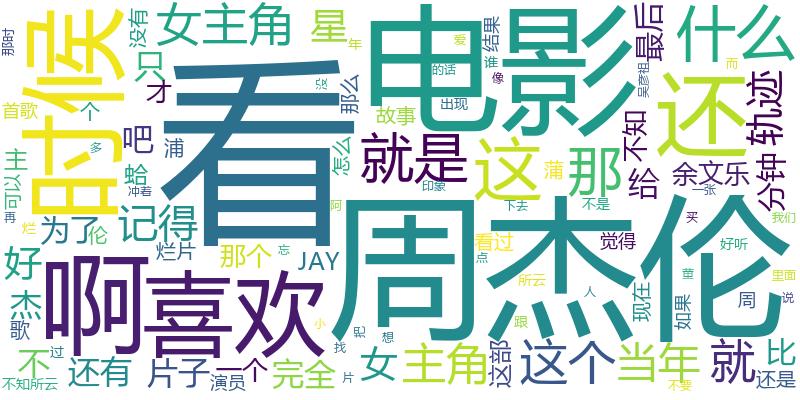 那时
没有
女主角
星
年
爱
结果
谁
像
电影
吴彦祖
最后
什么
时候
只
才
看
那么
没
的话
出现
故事
而
还
轨迹
首歌
个
多
吧
浦
怎么
就是
这
那
不知
给
分钟
主
可以
蛤
冲着
印象
蒲
余文乐
一张
再
为了
伦
记得
阿
下去
不是
买
我们
烂
烂片
那个
忘
看过
点
觉得
好听
好
杰
歌
啊
喜欢
JAY
周杰伦
所云
人
现在
如果
董
周
里面
说
小
找
想
跟
不
过
还有
片子
一个
演员
完全
片
女
主角
这部
这个
当年
不要
就
比
还是
不知所云